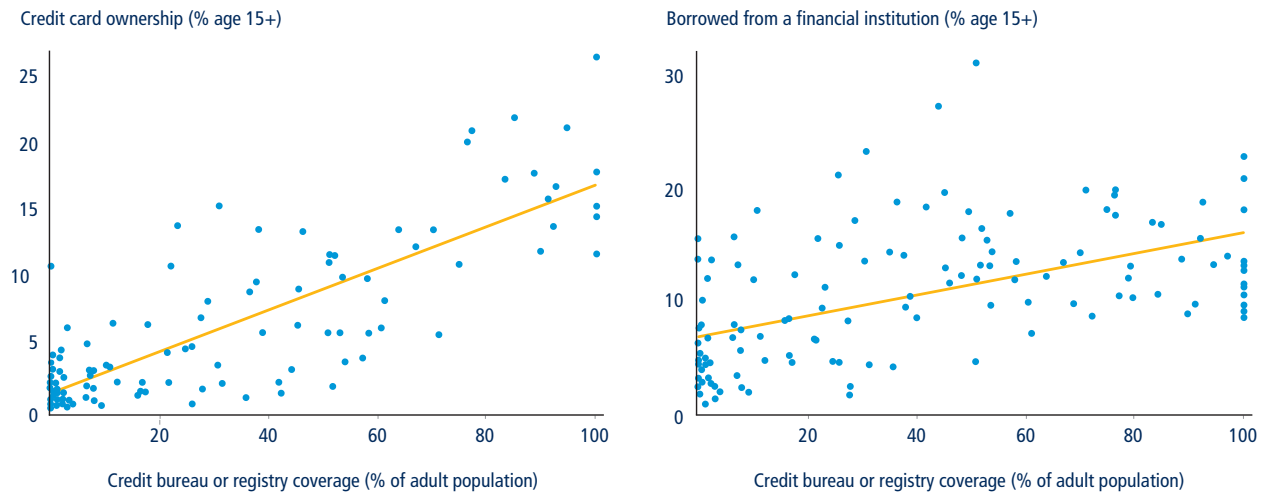 Credit card ownership (% age 15+)
25
20
15
10
5
0
20 40 60 80 100
Credit bureau or registry coverage (% of adult population)
Borrowed from a financial institution (% age 15+)
30
20
10
0
20 40 60 80 100
Credit bureau or registry coverage (% of adult population)